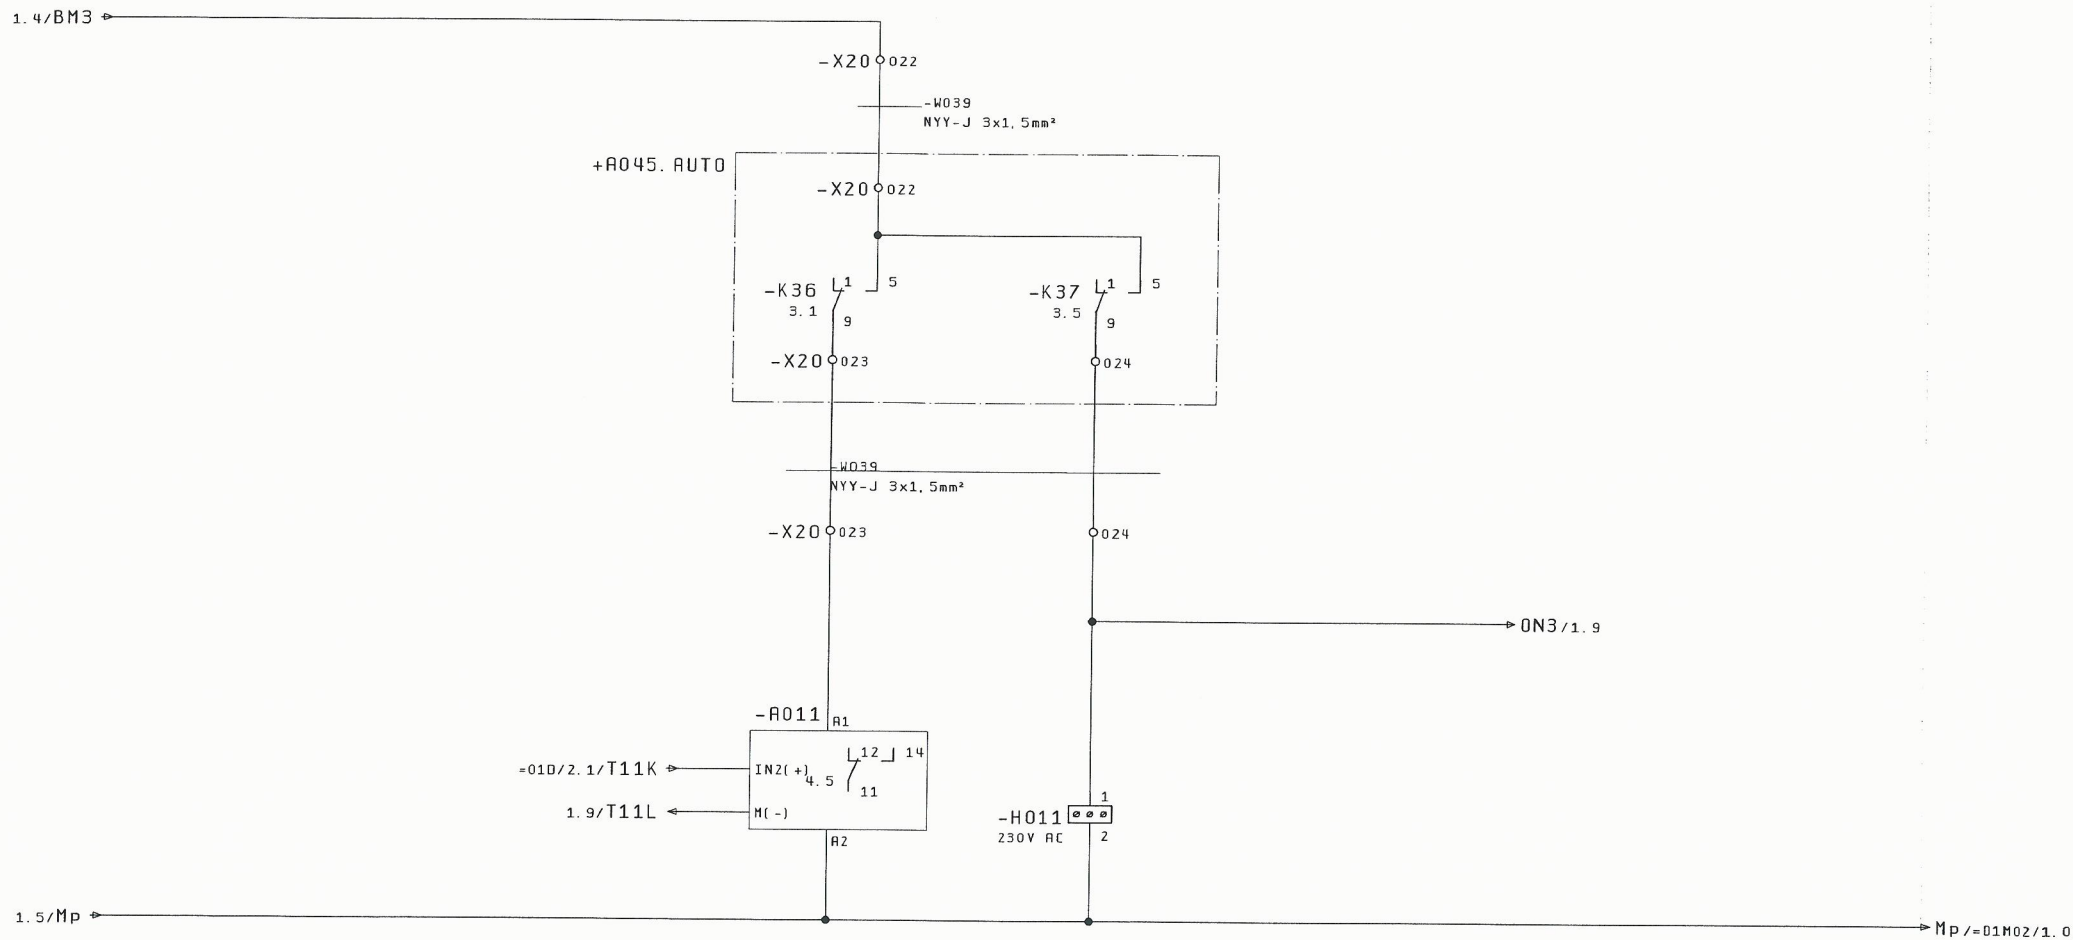 1.4/BM3
-X20 022
-W039
NYY-J 3x1,5mm²
+A045.AUTO
-X20 022
-K36 1 5
3.1
9
-K37 1 5
3.5
9
-X20 023
024
-W039
NYY-J 3x1,5mm²
-X20 023
024
ON3/1.9
-A011 A1
=01D/2.1/T11K IN2(+) 4.5 12 14
11
1.9/T11L M(-)
A2
1
-H011
230V AC 2
1.5/Mp
Mp/=01M02/1.0